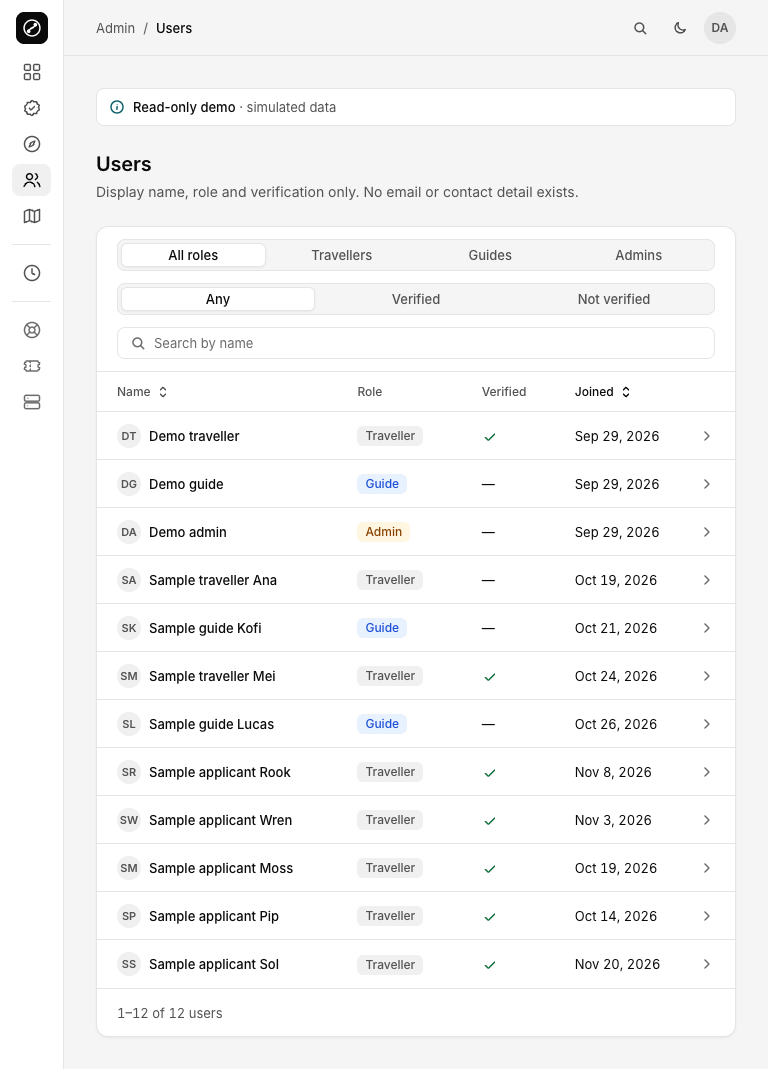 Admin / Users
DA
Read-only demo · simulated data
Users
Display name, role and verification only. No email or contact detail exists.
All roles Travellers Guides Admins
Any Verified Not verified
Search by name
Name Role Verified Joined
DT Demo traveller Traveller Sep 29, 2026
DG Demo guide Guide — Sep 29, 2026
DA Demo admin Admin — Sep 29, 2026
SA Sample traveller Ana Traveller — Oct 19, 2026
SK Sample guide Kofi Guide — Oct 21, 2026
SM Sample traveller Mei Traveller Oct 24, 2026
SL Sample guide Lucas Guide — Oct 26, 2026
SR Sample applicant Rook Traveller Nov 8, 2026
SW Sample applicant Wren Traveller Nov 3, 2026
SM Sample applicant Moss Traveller Oct 19, 2026
SP Sample applicant Pip Traveller Oct 14, 2026
SS Sample applicant Sol Traveller Nov 20, 2026
1–12 of 12 users